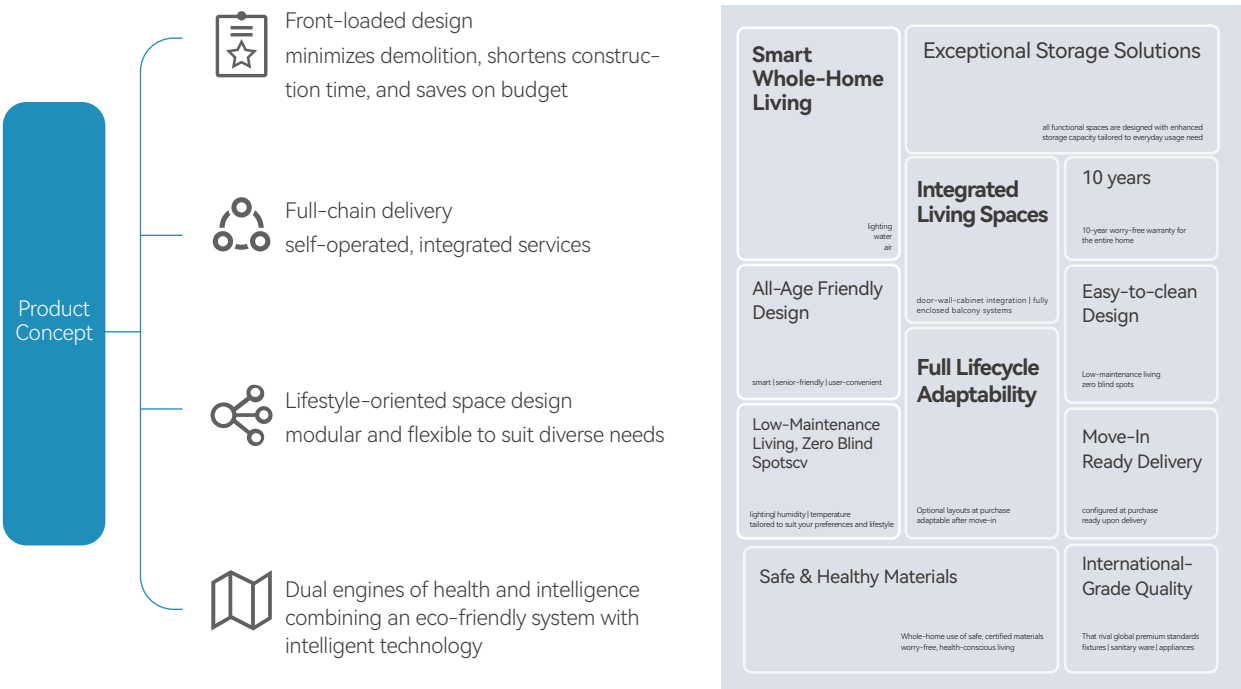 Product
Concept
Front-loaded design
minimizes demolition, shortens construc-
tion time, and saves on budget
Full-chain delivery
self-operated, integrated services
Lifestyle-oriented space design
modular and flexible to suit diverse needs
Dual engines of health and intelligence
combining an eco-friendly system with
intelligent technology
Smart
Whole-Home
Living
lighting
water
air
Exceptional Storage Solutions
all functional spaces are designed with enhanced
storage capacity tailored to everyday usage need
Integrated
Living Spaces
door-wall-cabinet integration | fully
enclosed balcony systems
10 years
10-year worry-free warranty for
the entire home
All-Age Friendly
Design
smart | senior-friendly | user-convenient
Easy-to-clean
Design
Low-maintenance living
zero blind spots
Full Lifecycle
Adaptability
Optional layouts at purchase
adaptable after move-in
Low-Maintenance
Living, Zero Blind
Spotscv
lighting| humidity | temperature
tailored to suit your preferences and lifestyle
Move-In
Ready Delivery
configured at purchase
ready upon delivery
Safe & Healthy Materials
Whole-home use of safe, certified materials
worry-free, health-conscious living
International-
Grade Quality
That rival global premium standards
fixtures | sanitary ware | appliances